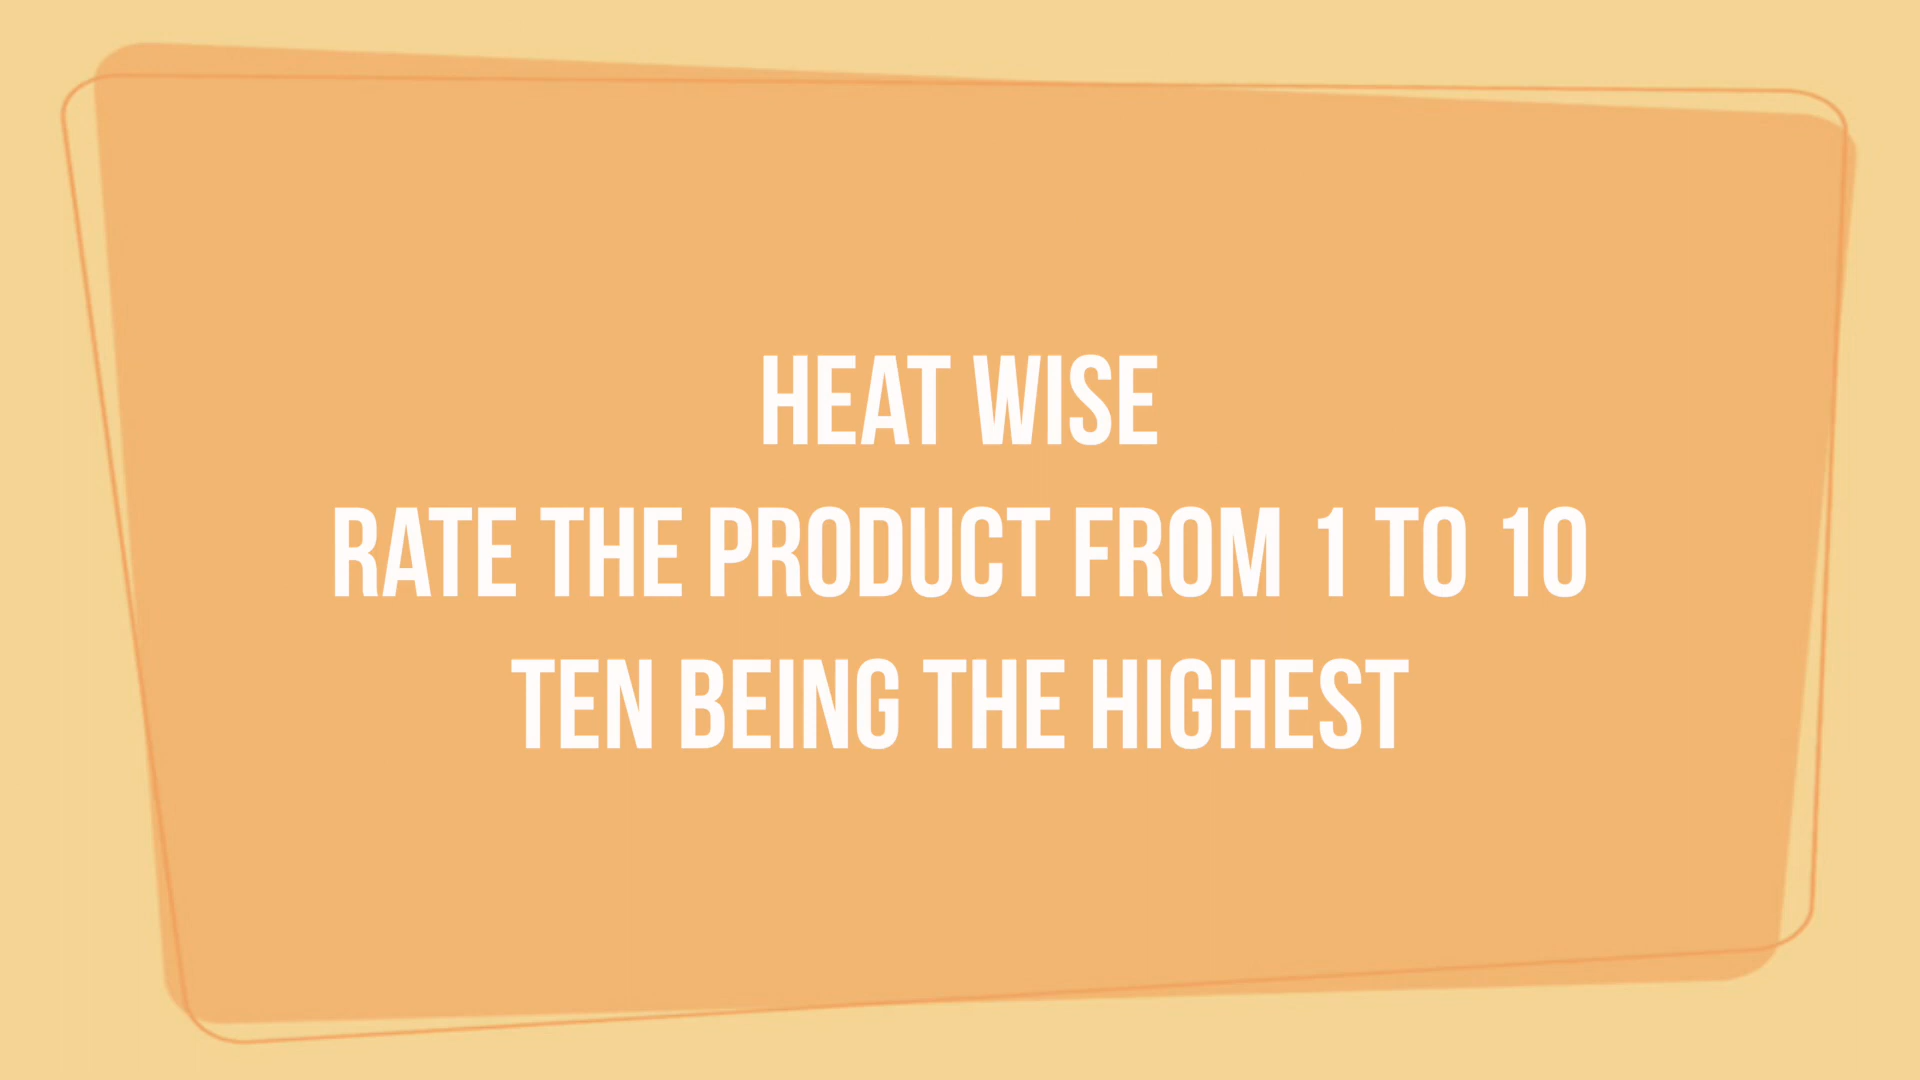 HEAT WISE
RATE THE PRODUCT FROM 1 TO 10
TEN BEING THE HIGHEST